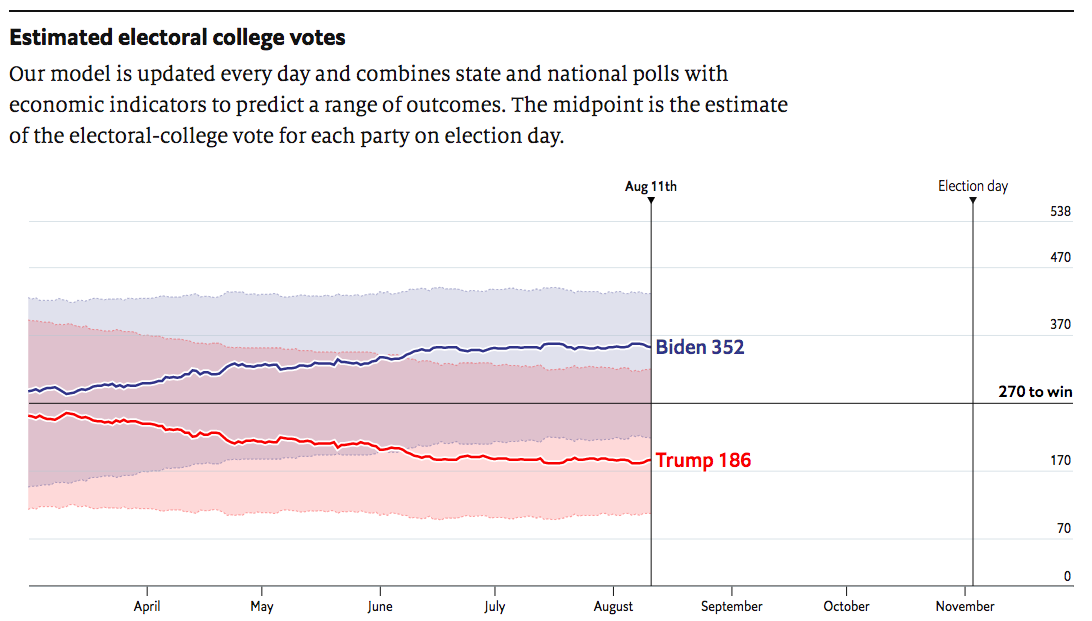 Estimated electoral college votes
Our model is updated every day and combines state and national polls with
economic indicators to predict a range of outcomes. The midpoint is the estimate
of the electoral-college vote for each party on election day.
Aug 11th
Election day
538
470
370
Biden 352
270 to win
Trump 186
170
70
0
April
May
June
July
August
September
October
November